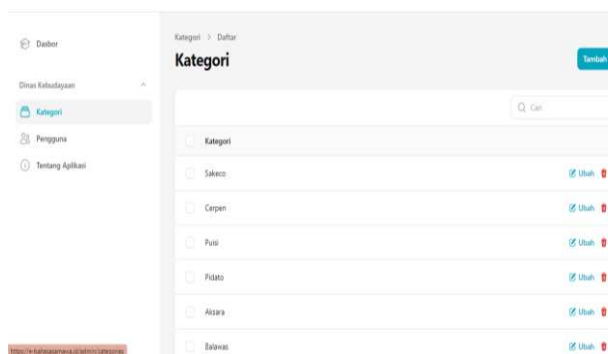 Dasbor
Dinas Kebudayaan
Kategori
Pengguna
Tentang Aplikasi
Kategori > Daftar
Kategori
Tambah
Cari
Kategori
Sakeco
Ubah
Cerpen
Ubah
Puisi
Ubah
Pidato
Ubah
Aksara
Ubah
Balawas
Ubah